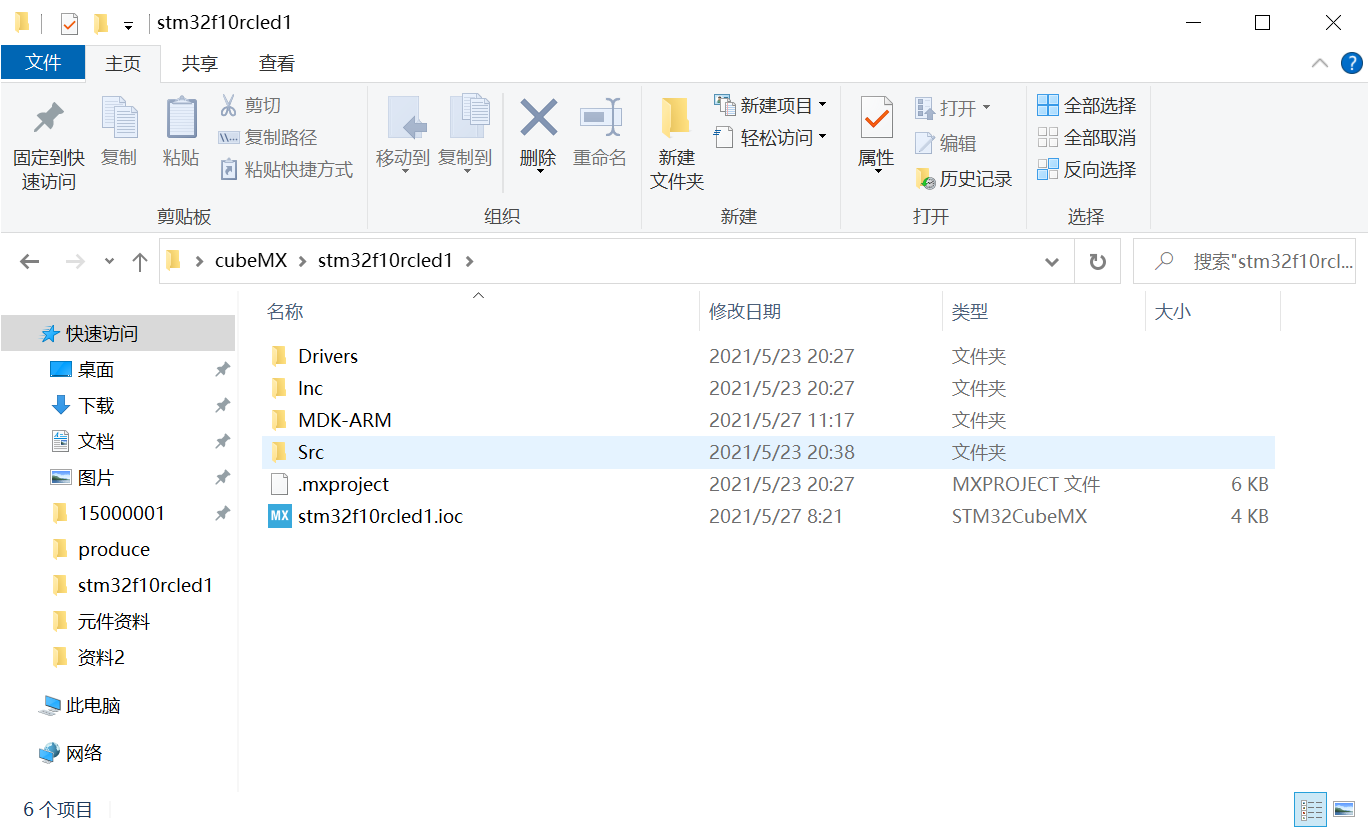 stm32f10rcled1
文件 主页 共享 查看
固定到快速访问
复制
粘贴
剪切
复制路径
粘贴快捷方式
剪贴板
移动到
复制到
删除
重命名
组织
新建
文件夹
新建项目
轻松访问
新建
属性
打开
编辑
历史记录
打开
全部选择
全部取消
反向选择
选择
cubeMX stm32f10rcled1
搜索"stm32f10rcl...
快速访问
桌面
下载
文档
图片
15000001
produce
stm32f10rcled1
元件资料
资料2
此电脑
网络
名称 修改日期 类型 大小
Drivers 2021/5/23 20:27 文件夹
Inc 2021/5/23 20:27 文件夹
MDK-ARM 2021/5/27 11:17 文件夹
Src 2021/5/23 20:38 文件夹
.mxproject 2021/5/23 20:27 MXPROJECT 文件 6 KB
MX stm32f10rcled1.ioc 2021/5/27 8:21 STM32CubeMX 4 KB
6 个项目